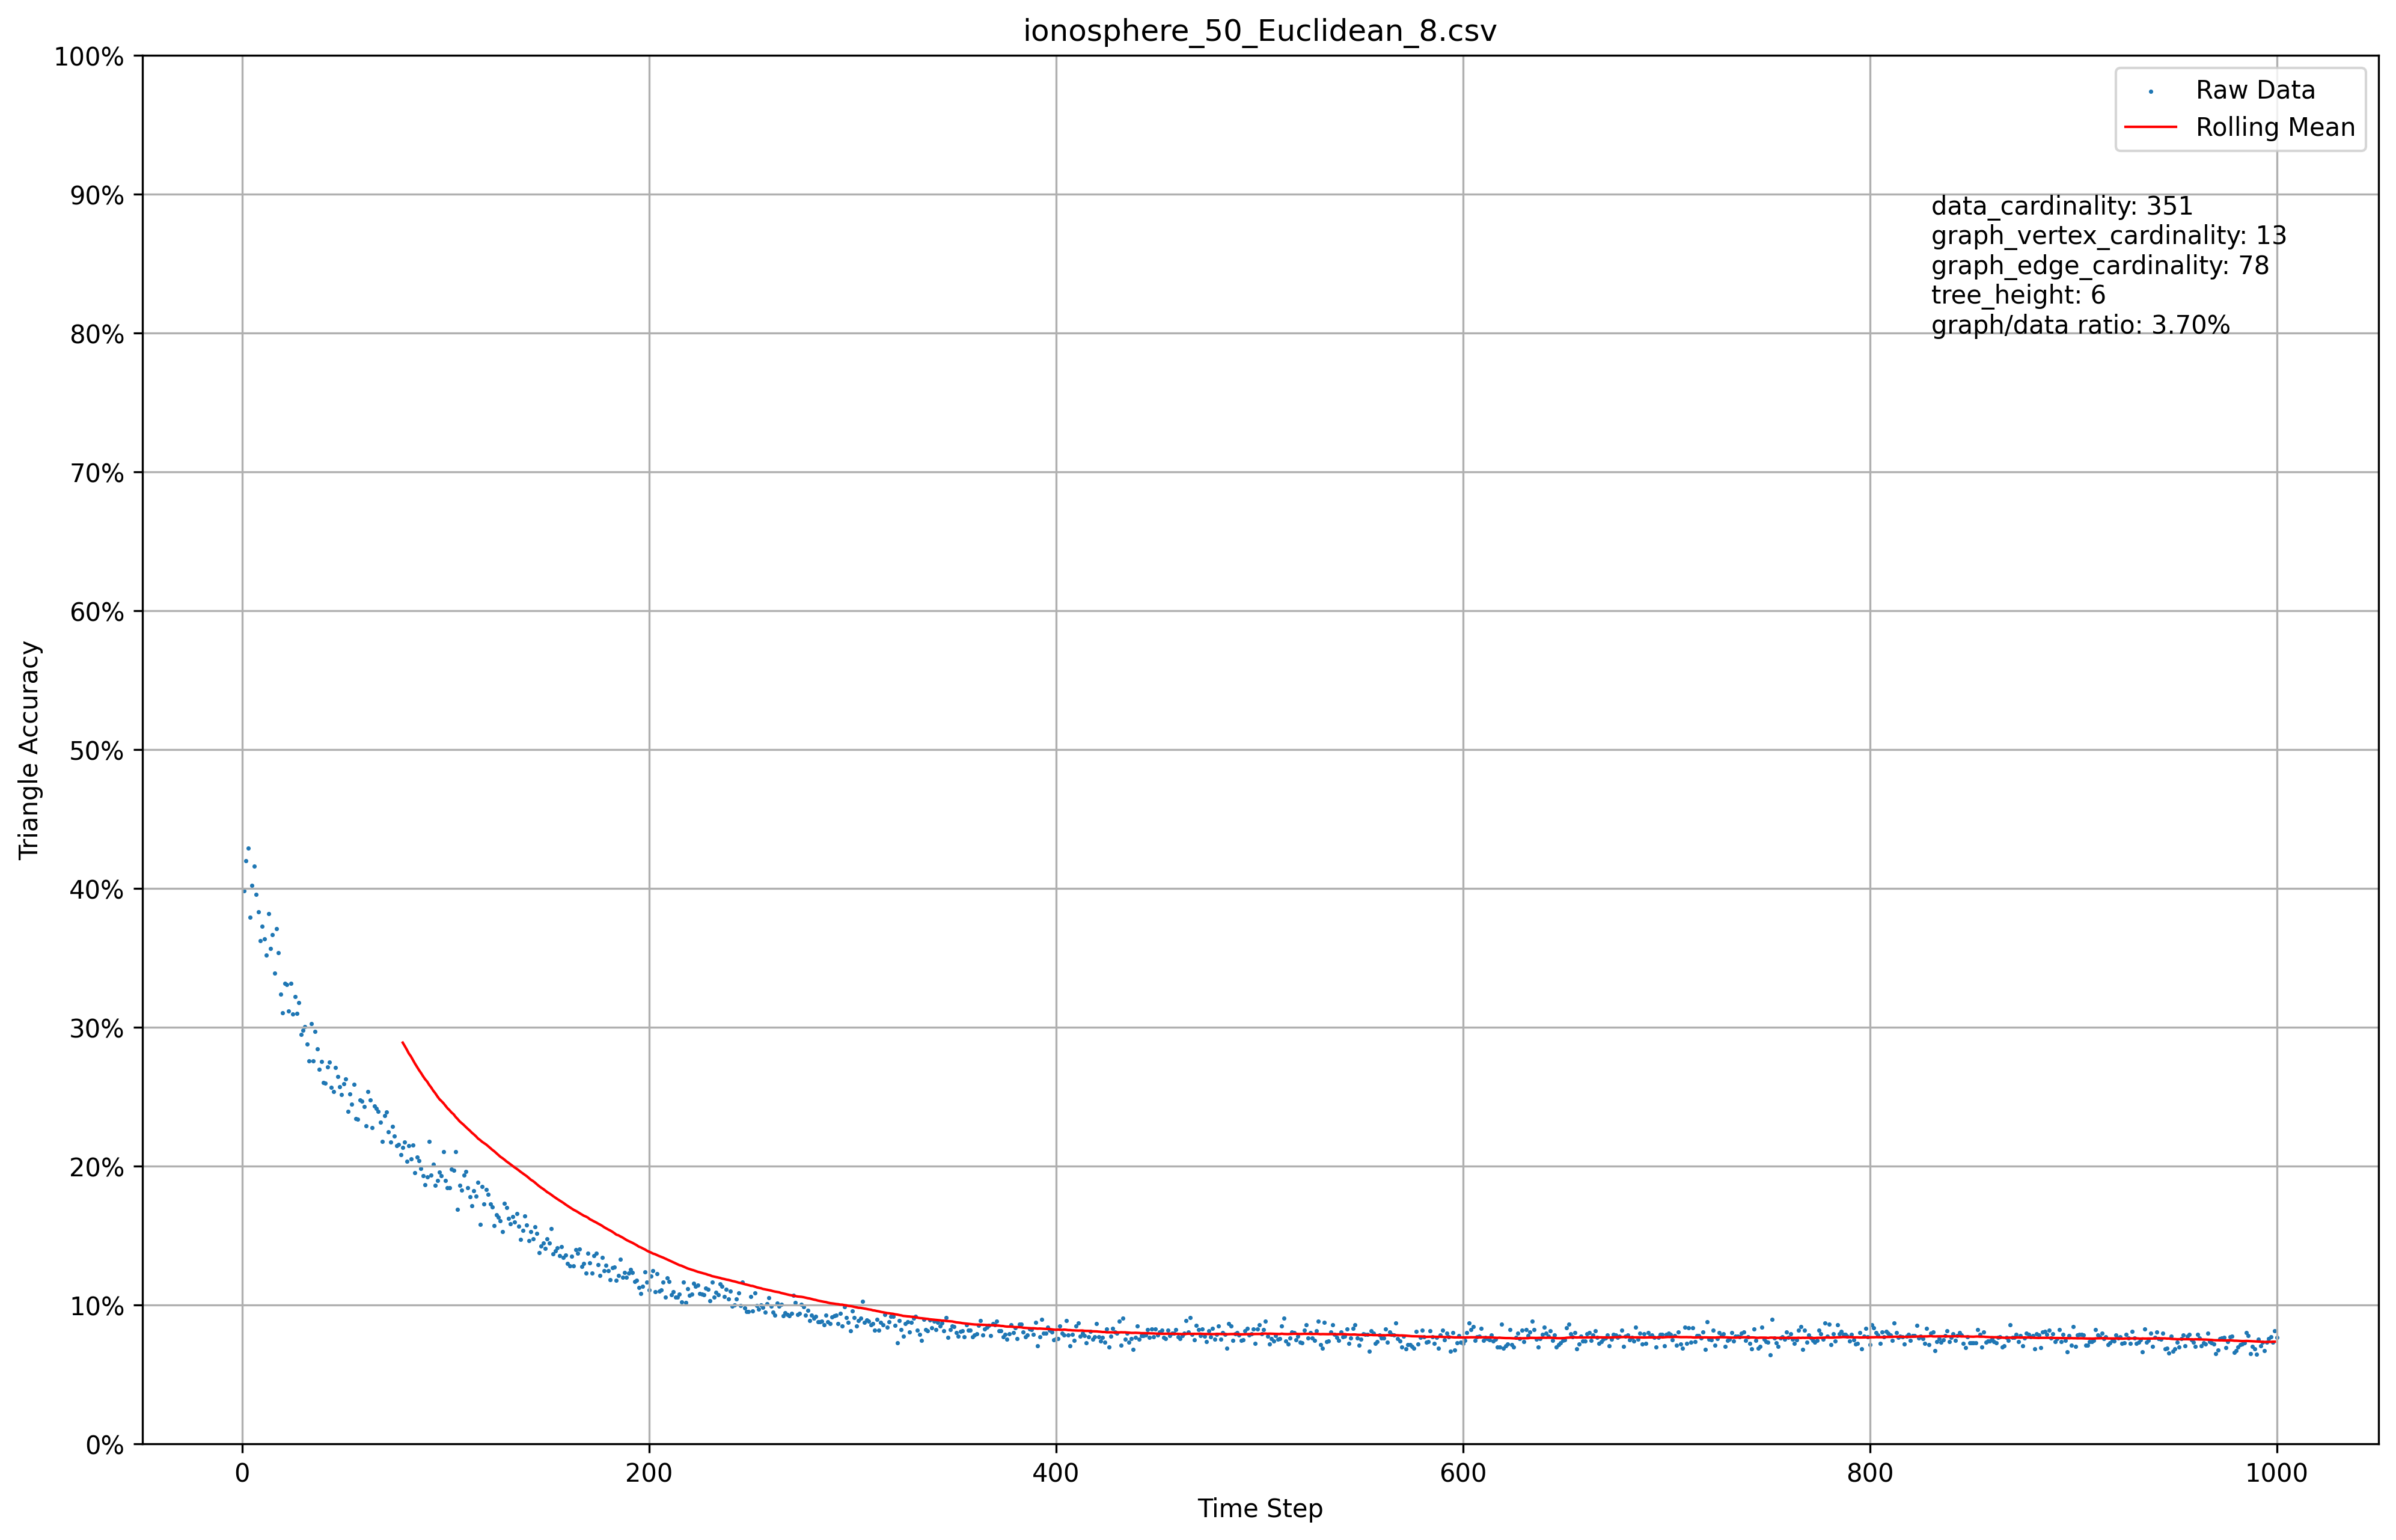 ionosphere_50_Euclidean_8.csv
100%
90%
80%
70%
60%
50%
40%
30%
20%
10%
0%
Triangle Accuracy
Raw Data
Rolling Mean
data_cardinality: 351
graph_vertex_cardinality: 13
graph_edge_cardinality: 78
tree_height: 6
graph/data ratio: 3.70%
0 200 400 600 800 1000
Time Step